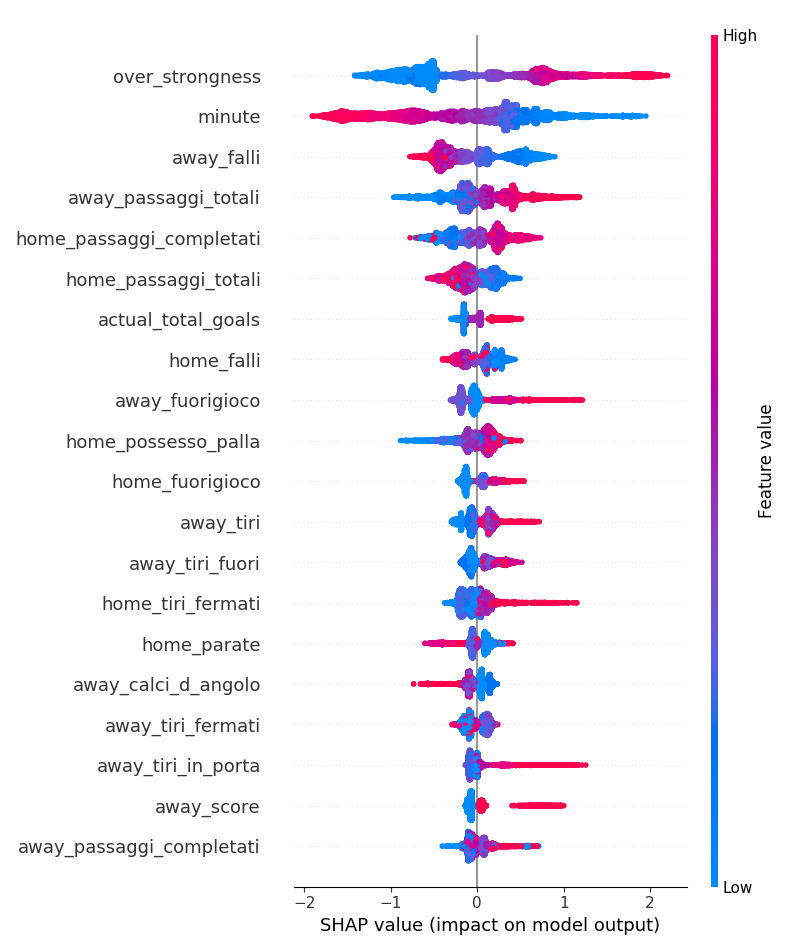 High
over_strongness
minute
away_falli
away_passaggi_totali
home_passaggi_completati
home_passaggi_totali
actual_total_goals
home_falli
away_fuorigioco
home_possesso_palla
home_fuorigioco
away_tiri
away_tiri_fuori
home_tiri_fermati
home_parate
away_calci_d_angolo
away_tiri_fermati
away_tiri_in_porta
away_score
away_passaggi_completati
Feature value
Low
−2 −1 0 1 2
SHAP value (impact on model output)